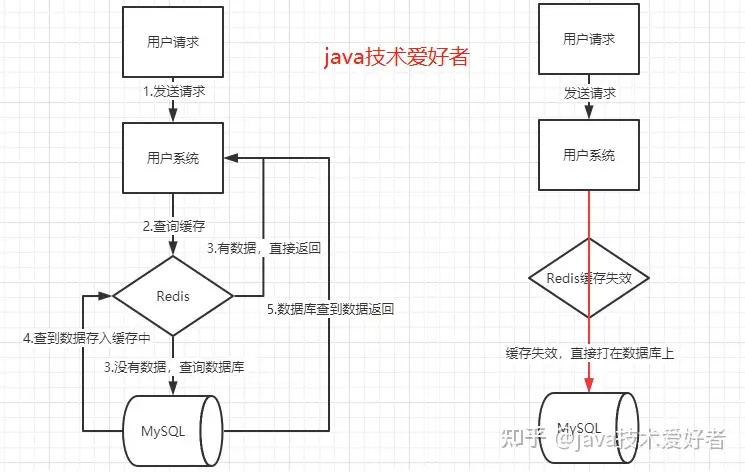 用户请求
java技术爱好者
用户请求
1.发送请求
发送请求
用户系统
用户系统
2.查询缓存
3.有数据，直接返回
Redis
Redis缓存失效
5.数据库查到数据返回
4.查到数据存入缓存中
3.没有数据，查询数据库
缓存失效，直接打在数据库上
MySQL
MySQL
知乎 @java技术爱好者